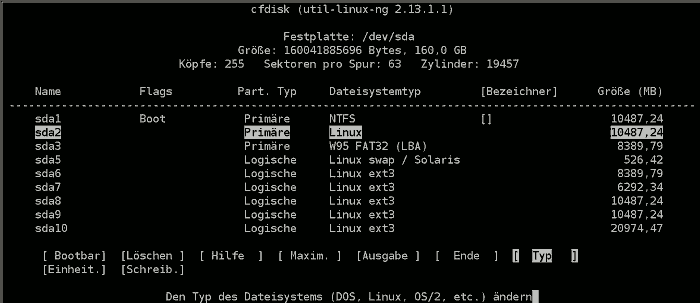 cfdisk (util-linux-ng 2.13.1.1)
Festplatte: /dev/sda
Größe: 160041885696 Bytes, 160,0 GB
Köpfe: 255   Sektoren pro Spur: 63   Zylinder: 19457
Name   Flags   Part. Typ   Dateisystemtyp   [Bezeichner]   Größe (MB)
sda1   Boot   Primäre   NTFS   []   10487,24
sda2   Primäre   Linux   10487,24
sda3   Primäre   W95 FAT32 (LBA)   8389,79
sda5   Logische   Linux swap / Solaris   526,42
sda6   Logische   Linux ext3   8389,79
sda7   Logische   Linux ext3   6292,34
sda8   Logische   Linux ext3   10487,24
sda9   Logische   Linux ext3   10487,24
sda10   Logische   Linux ext3   20974,47
[ Bootbar]  [Löschen ]  [ Hilfe  ]  [ Maxim. ]  [Ausgabe ]  [  Ende  ]  [  Typ   ]
[Einheit.]  [Schreib.]
Den Typ des Dateisystems (DOS, Linux, OS/2, etc.) ändern